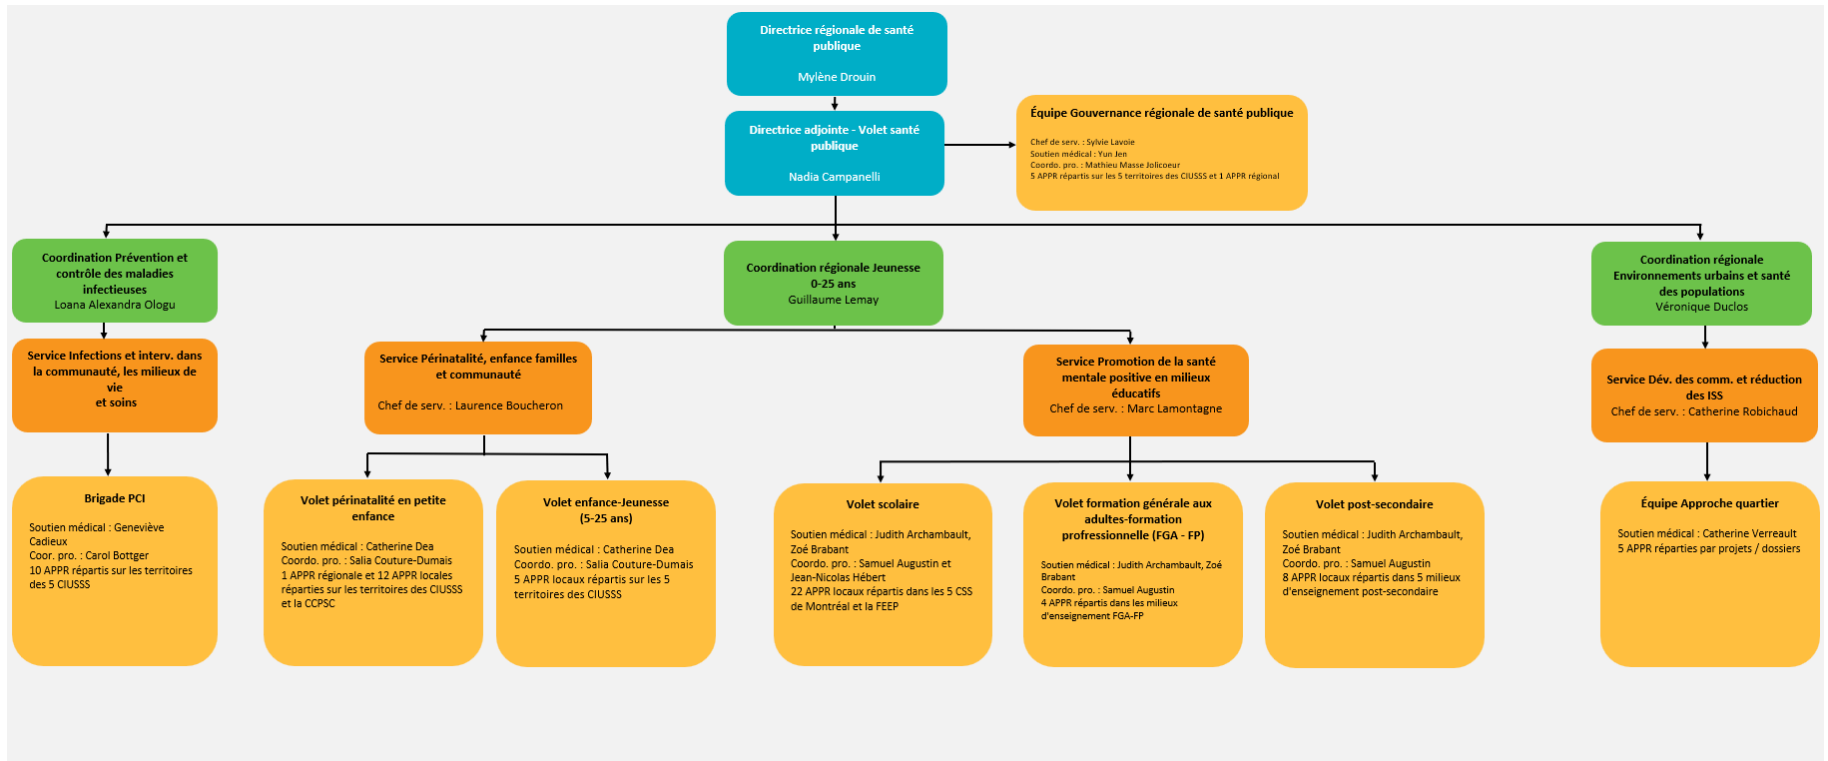 Directrice régionale de santé
publique
Mylène Drouin
Directrice adjointe - Volet santé
publique
Nadia Campanelli
Équipe Gouvernance régionale de santé publique
Chef de serv. : Sylvie Lavoie
Soutien médical : Yun Jen
Coordo. pro. : Mathieu Masse Jolicoeur
5 APPR répartis sur les 5 territoires des CIUSSS et 1 APPR régional
Coordination Prévention et
contrôle des maladies
infectieuses
Loana Alexandra Ologu
Coordination régionale Jeunesse
0-25 ans
Guillaume Lemay
Coordination régionale
Environnements urbains et santé
des populations
Véronique Duclos
Service Infections et interv. dans
la communauté, les milieux de
vie
et soins
Service Périnatalité, enfance familles
et communauté
Chef de serv. : Laurence Boucheron
Service Promotion de la santé
mentale positive en milieux
éducatifs
Chef de serv. : Marc Lamontagne
Service Dév. des comm. et réduction
des ISS
Chef de serv. : Catherine Robichaud
Brigade PCI
Soutien médical : Geneviève
Cadieux
Coor. pro. : Carol Bottger
10 APPR répartis sur les territoires
des 5 CIUSSS
Volet périnatalité en petite
enfance
Soutien médical : Catherine Dea
Coordo. pro. : Salia Couture-Dumais
1 APPR régionale et 12 APPR locales
réparties sur les territoires des CIUSSS
et la CCPSC
Volet enfance-Jeunesse
(5-25 ans)
Soutien médical : Catherine Dea
Coordo. pro. : Salia Couture-Dumais
5 APPR locaux répartis sur les 5
territoires des CIUSSS
Volet scolaire
Soutien médical : Judith Archambault,
Zoé Brabant
Coordo. pro. : Samuel Augustin et
Jean-Nicolas Hébert
22 APPR locaux répartis dans les 5 CSS
de Montréal et la FEEP
Volet formation générale aux
adultes-formation
profressionnelle (FGA - FP)
Soutien médical : Judith Archambault, Zoé
Brabant
Coordo. pro. : Samuel Augustin
4 APPR répartis dans les milieux
d'enseignement FGA-FP
Volet post-secondaire
Soutien médical : Judith Archambault,
Zoé Brabant
Coordo. pro. : Samuel Augustin
8 APPR locaux répartis dans 5 milieux
d'enseignement post-secondaire
Équipe Approche quartier
Soutien médical : Catherine Verreault
5 APPR réparties par projets / dossiers